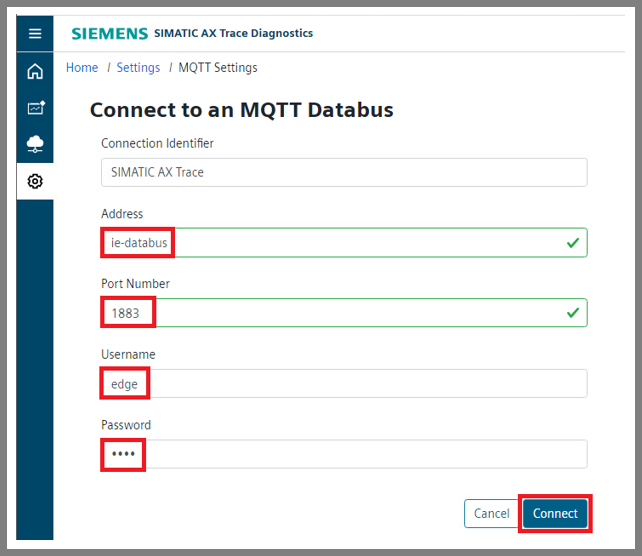 SIEMENS SIMATIC AX Trace Diagnostics
Home / Settings / MQTT Settings
Connect to an MQTT Databus
Connection Identifier
SIMATIC AX Trace
Address
ie-databus
Port Number
1883
Username
edge
Password
••••
Cancel Connect